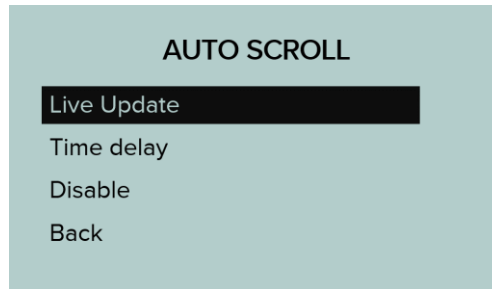 AUTO SCROLL
Live Update
Time delay
Disable
Back